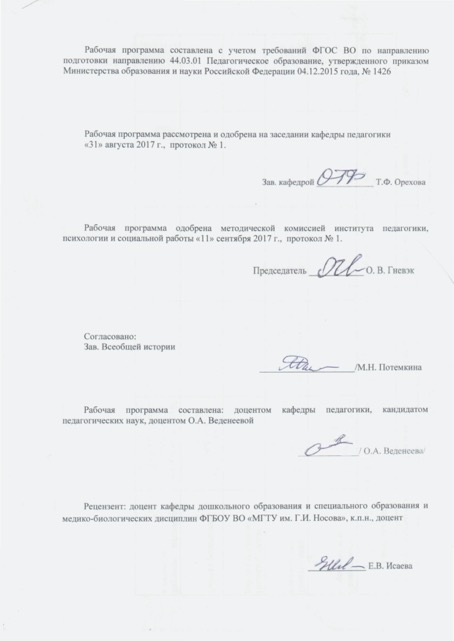 Рабочая программа составлена с учетом требований ФГОС ВО по направлению
подготовки направлению 44.03.01 Педагогическое образование, утвержденного приказом
Министерства образования и науки Российской Федерации 04.12.2015 года, № 1426
Рабочая программа рассмотрена и одобрена на заседании кафедры педагогики
«31» августа 2017 г., протокол № 1.
Зав. кафедрой Т.Ф. Орехова
Рабочая программа одобрена методической комиссией института педагогики,
психологии и социальной работы «11» сентября 2017 г., протокол № 1.
Председатель О. В. Гневэк
Согласовано:
Зав. Всеобщей истории
/М.Н. Потемкина
Рабочая программа составлена: доцентом кафедры педагогики, кандидатом
педагогических наук, доцентом О.А. Веденеевой
/ О.А. Веденеева/
Рецензент: доцент кафедры дошкольного образования и специального образования и
медико-биологических дисциплин ФГБОУ ВО «МГТУ им. Г.И. Носова», к.п.н., доцент
Е.В. Исаева